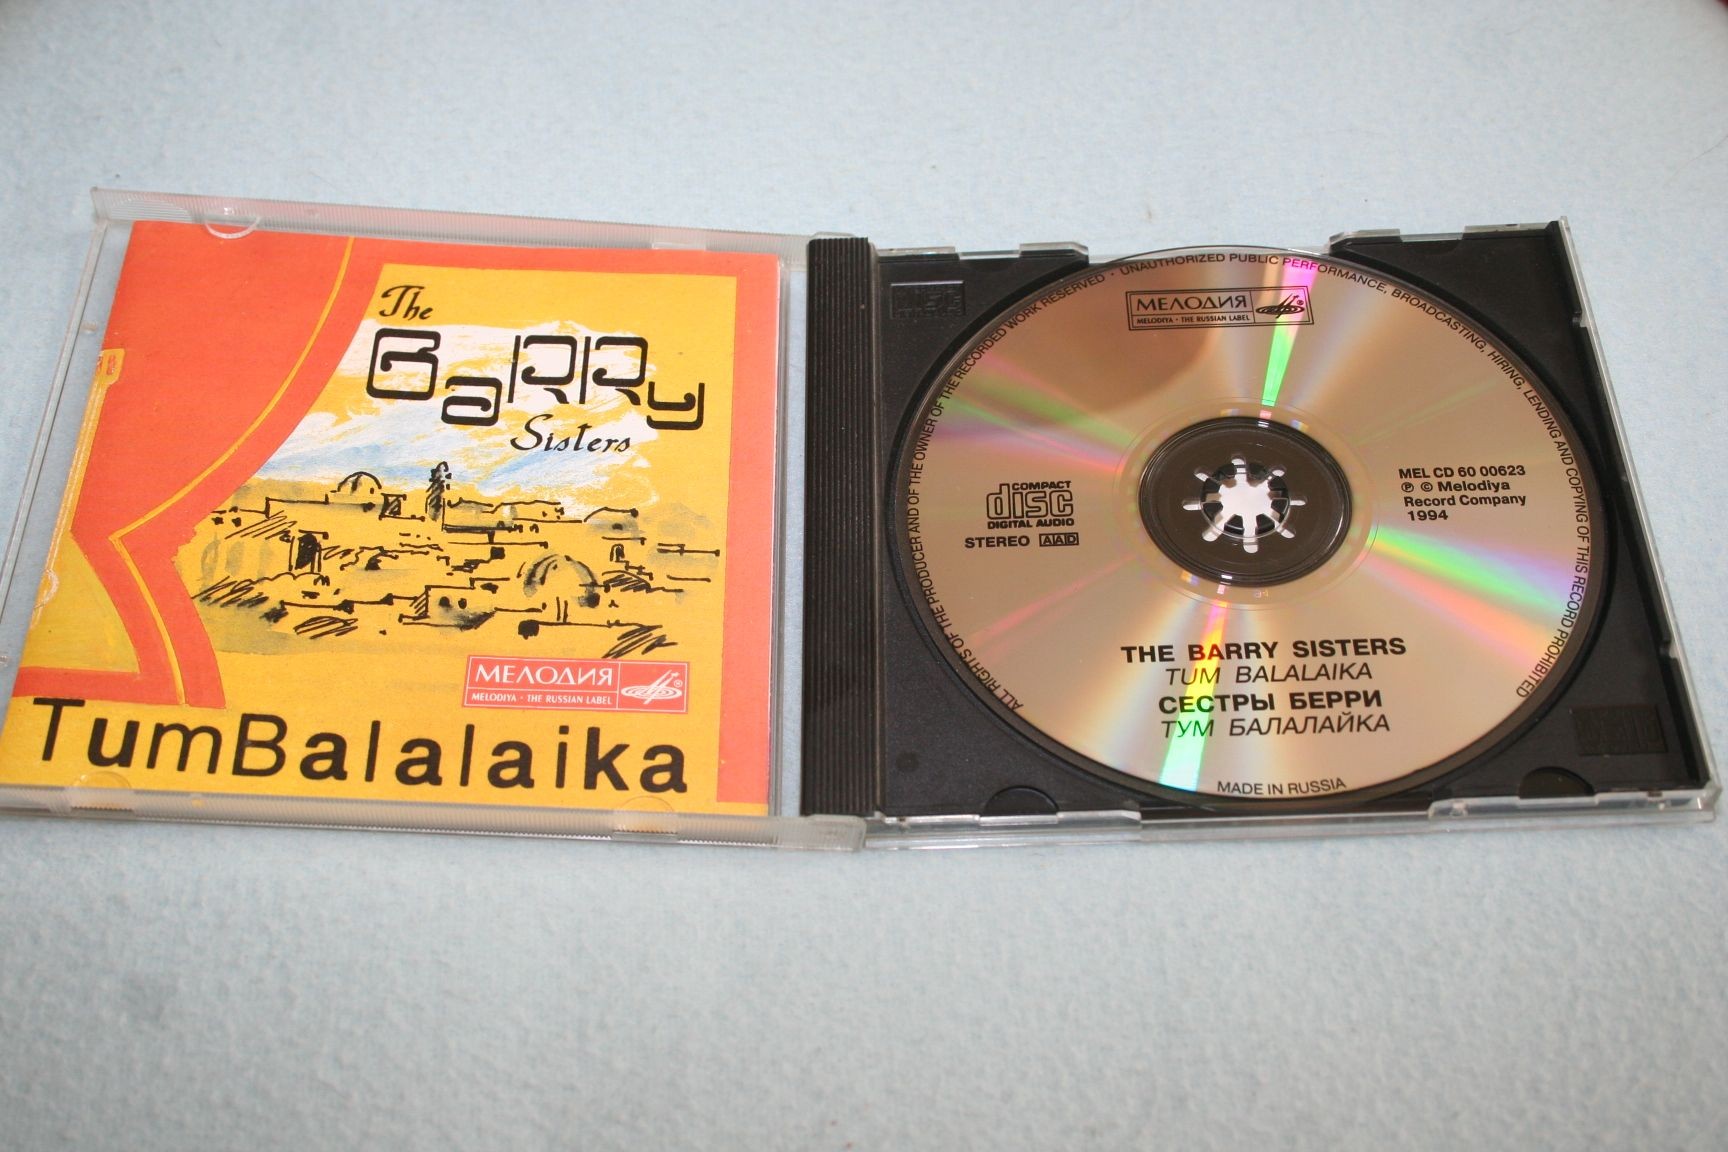 The
BaRRy
Sisters
МЕЛОДИЯ
MELODIYA · THE RUSSIAN LABEL
TumBalalaika
ALL RIGHTS OF THE PRODUCER AND OF THE OWNER OF THE RECORDED WORK RESERVED · UNAUTHORIZED PUBLIC PERFORMANCE, BROADCASTING, HIRING, LENDING AND COPYING OF THIS RECORD PROHIBITED
МЕЛОДИЯ
MELODIYA · THE RUSSIAN LABEL
COMPACT
disc
DIGITAL AUDIO
STEREO AAD
MEL CD 60 00623
℗ © Melodiya
Record Company
1994
THE BARRY SISTERS
TUM BALALAIKA
СЕСТРЫ БЕРРИ
ТУМ БАЛАЛАЙКА
MADE IN RUSSIA